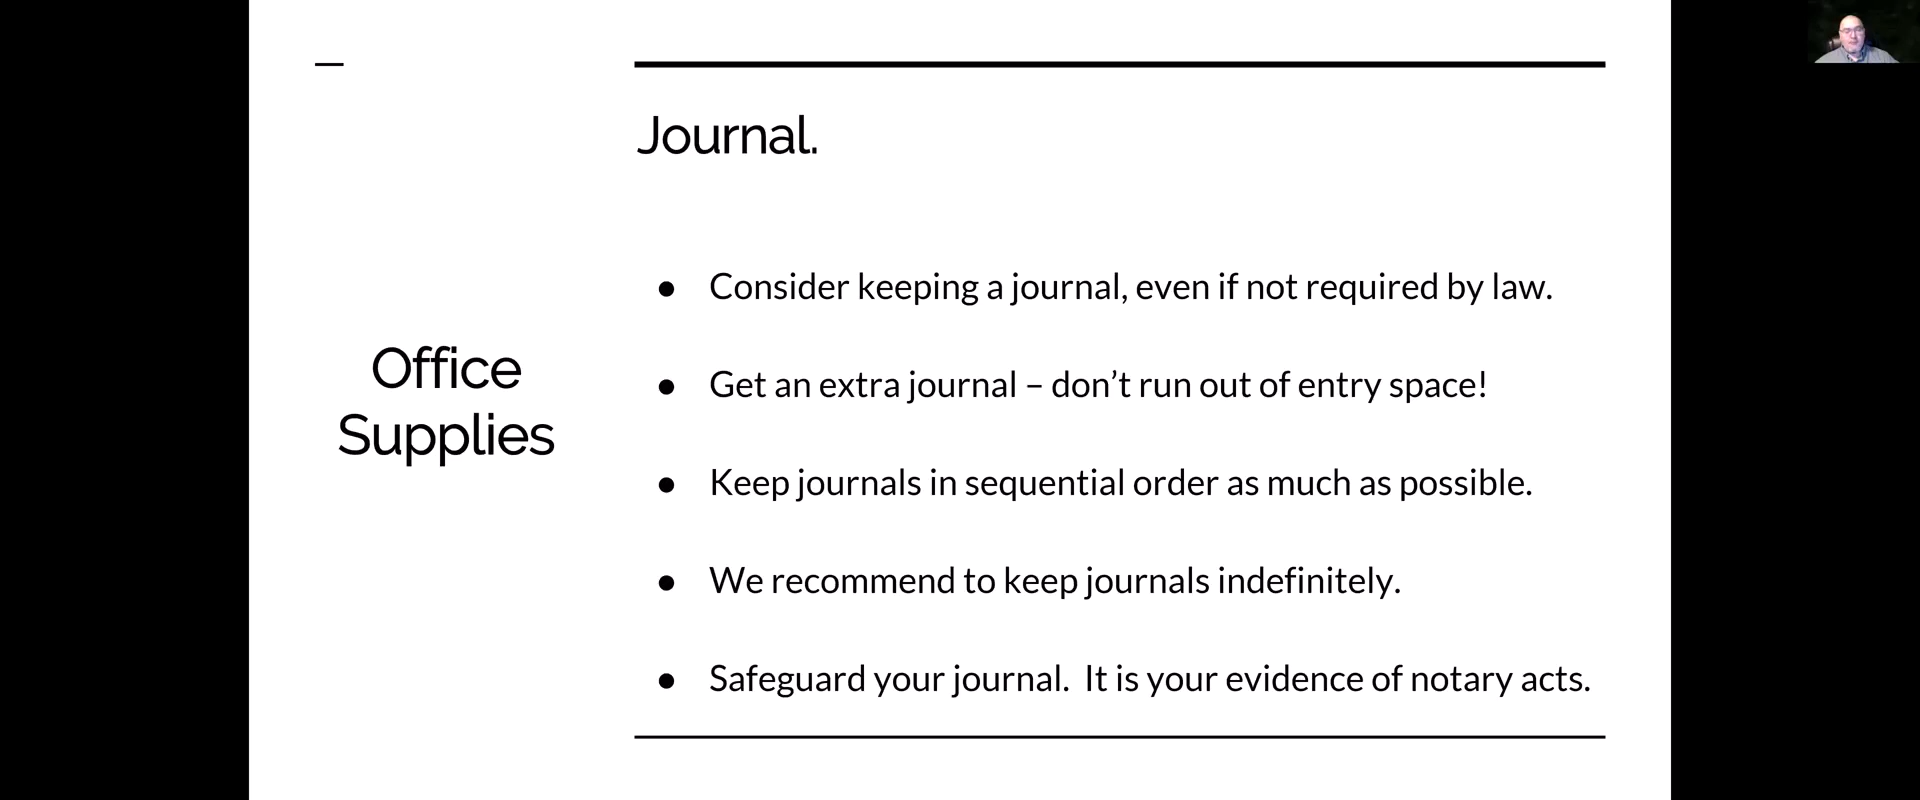 Office
Supplies
Journal.
● Consider keeping a journal, even if not required by law.
● Get an extra journal – don’t run out of entry space!
● Keep journals in sequential order as much as possible.
● We recommend to keep journals indefinitely.
● Safeguard your journal.  It is your evidence of notary acts.